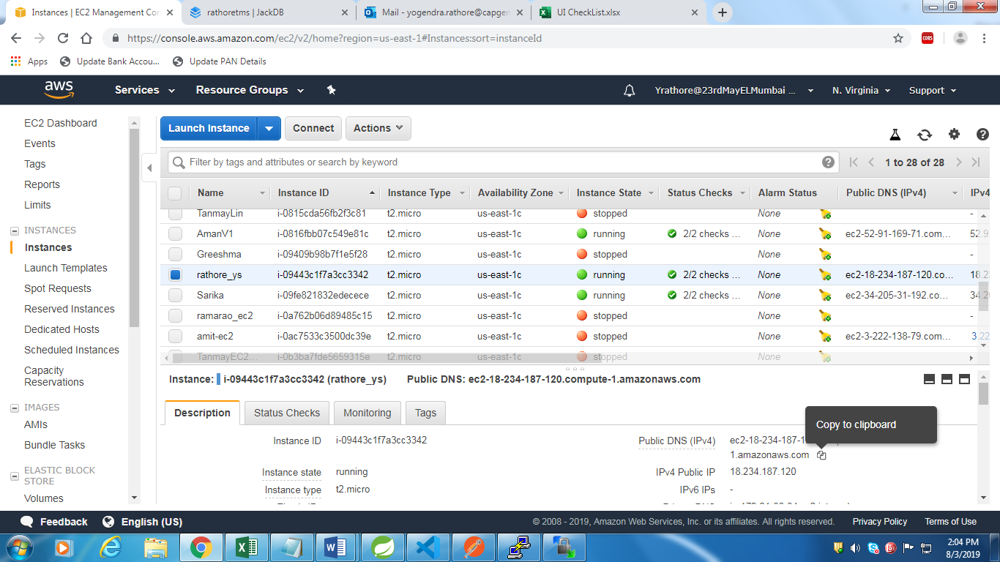 Instances | EC2 Management Con
rathoretms | JackDB
Mail - yogendra.rathore@capgen
UI CheckList.xlsx
https://console.aws.amazon.com/ec2/v2/home?region=us-east-1#Instances:sort=instanceId
CORS
Apps
Update Bank Accou...
Update PAN Details
aws
Services
Resource Groups
Yrathore@23rdMayELMumbai ...
N. Virginia
Support
EC2 Dashboard
Events
Tags
Reports
Limits
INSTANCES
Instances
Launch Templates
Spot Requests
Reserved Instances
Dedicated Hosts
Scheduled Instances
Capacity
Reservations
IMAGES
AMIs
Bundle Tasks
ELASTIC BLOCK
STORE
Volumes
Launch Instance
Connect
Actions
Filter by tags and attributes or search by keyword
1 to 28 of 28
Name Instance ID Instance Type Availability Zone Instance State Status Checks Alarm Status Public DNS (IPv4) IPv4
TanmayLin i-0815cda56fb2f3c81 t2.micro us-east-1c stopped None -
AmanV1 i-0816fbb07c549e81c t2.micro us-east-1c running 2/2 checks ... None ec2-52-91-169-71.com... 52.9
Greeshma i-09409b98b7f1e5f28 t2.micro us-east-1c stopped None -
rathore_ys i-09443c1f7a3cc3342 t2.micro us-east-1c running 2/2 checks ... None ec2-18-234-187-120.co... 18.23
Sarika i-09fe821832edecece t2.micro us-east-1c running 2/2 checks ... None ec2-34-205-31-192.co... 34.20
ramarao_ec2 i-0a762b06d89485c15 t2.micro us-east-1c stopped None -
amit-ec2 i-0ac7533c3500dc39e t2.micro us-east-1c stopped None ec2-3-222-138-79.com... 3.22
TanmayEC2... i-0b3ba7fde5659315e t2.micro us-east-1c stopped None
Instance: i-09443c1f7a3cc3342 (rathore_ys) Public DNS: ec2-18-234-187-120.compute-1.amazonaws.com
Description
Status Checks
Monitoring
Tags
Copy to clipboard
Instance ID i-09443c1f7a3cc3342
Public DNS (IPv4) ec2-18-234-187-1
1.amazonaws.com
Instance state running
IPv4 Public IP 18.234.187.120
Instance type t2.micro
IPv6 IPs -
Feedback
English (US)
© 2008 - 2019, Amazon Web Services, Inc. or its affiliates. All rights reserved.
Privacy Policy
Terms of Use
2:04 PM
8/3/2019